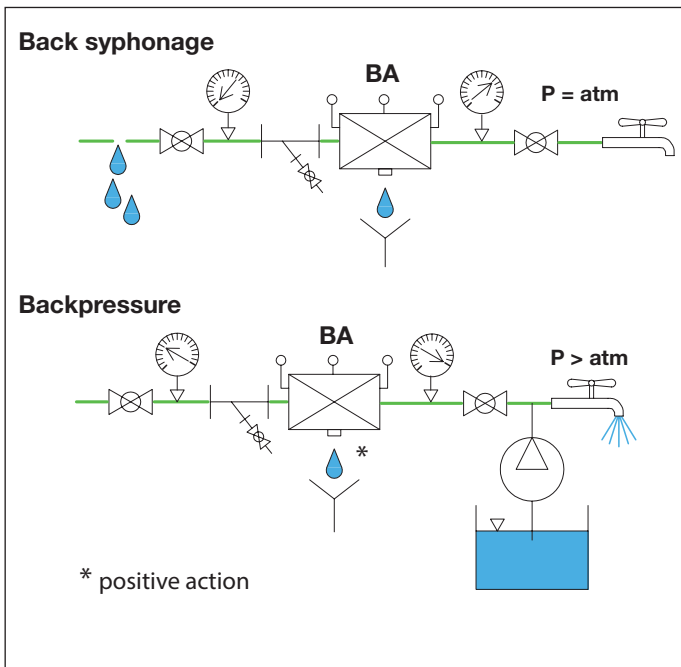 Back syphonage
BA
P = atm
Backpressure
BA
P > atm
*
* positive action